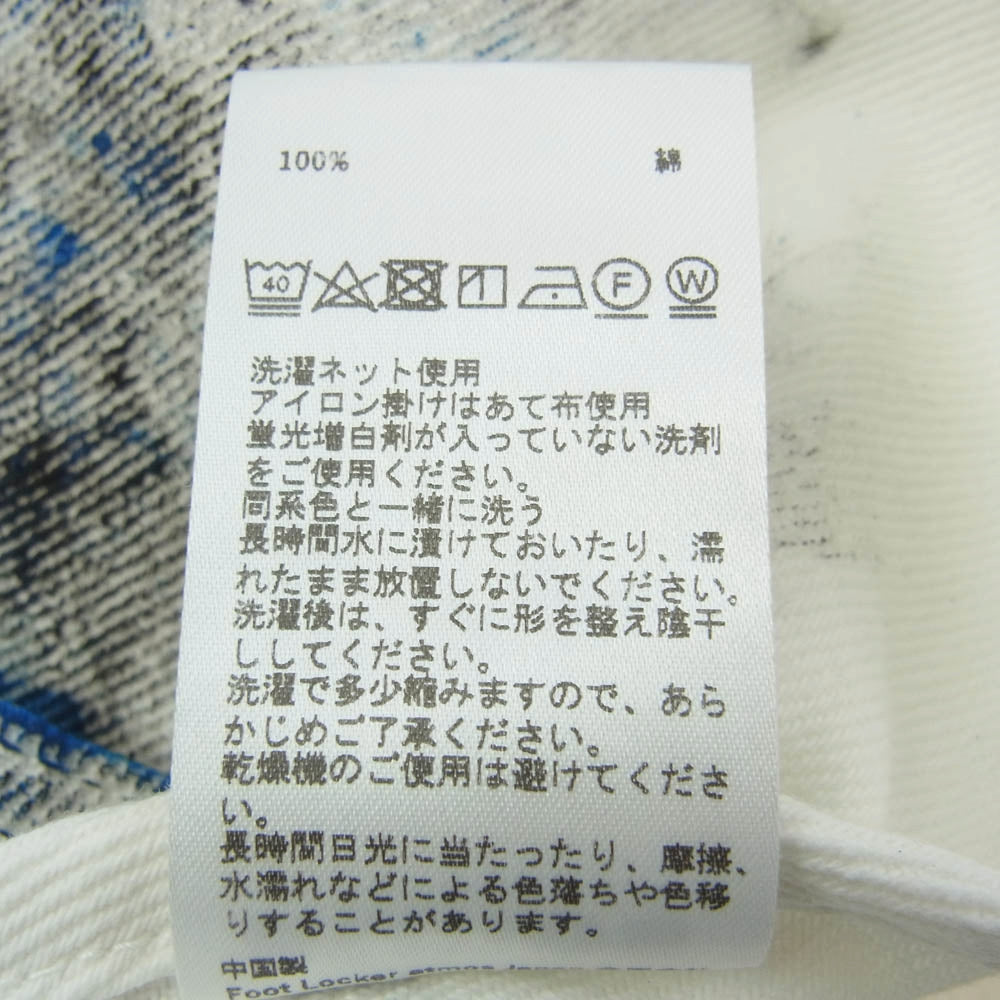 100% 綿
40 F W
洗濯ネット使用
アイロン掛けはあて布使用
蛍光増白剤が入っていない洗剤
をご使用ください。
同系色と一緒に洗う
長時間水に漬けておいたり、濡
れたまま放置しないでください。
洗濯後は、すぐに形を整え陰干
ししてください。
洗濯で多少縮みますので、あら
かじめご了承ください。
乾燥機のご使用は避けてくださ
い。
長時間日光に当たったり、摩擦、
水濡れなどによる色落ちや色移
りすることがあります。
中国製
Foot Locker atmos